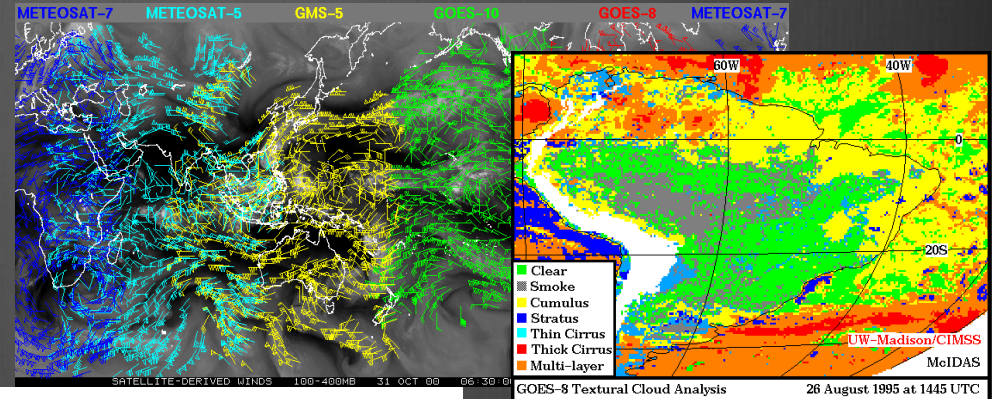 METEOSAT-7 METEOSAT-5 GMS-5 GOES-10 GOES-8 METEOSAT-7
60W 40W
0
20S
Clear
Smoke
Cumulus
Stratus
Thin Cirrus
Thick Cirrus
Multi-layer
UW-Madison/CIMSS
McIDAS
SATELLITE-DERIVED WINDS 100-400MB 31 OCT 00 06:30:0
GOES-8 Textural Cloud Analysis 26 August 1995 at 1445 UTC